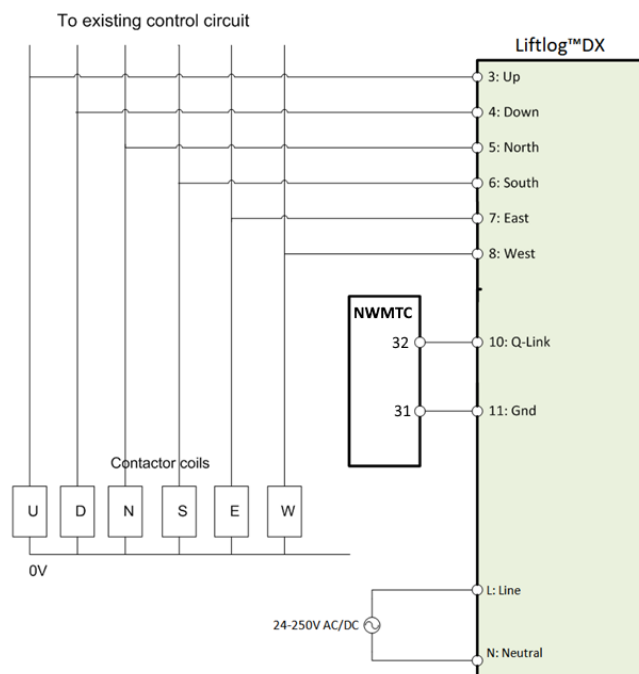 To existing control circuit
Liftlog™DX
3: Up
4: Down
5: North
6: South
7: East
8: West
NWMTC
32
10: Q-Link
31
11: Gnd
Contactor coils
U D N S E W
0V
L: Line
24-250V AC/DC
N: Neutral